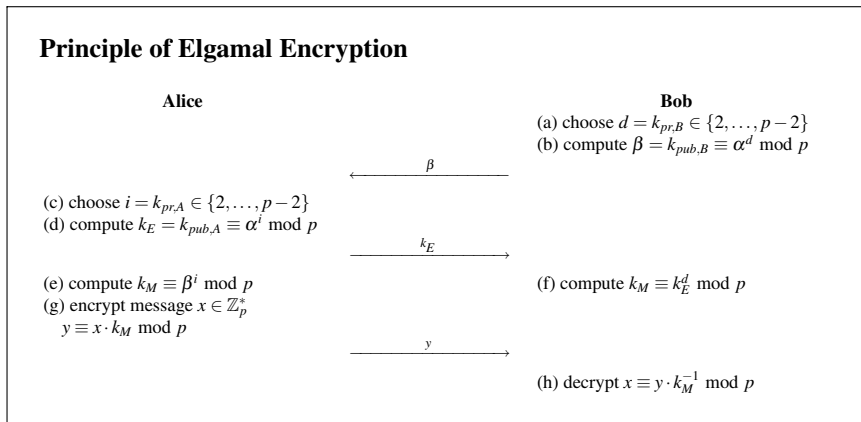 Principle of Elgamal Encryption
Alice Bob
(a) choose d = k_{pr,B} ∈ {2,…, p − 2}
(b) compute β = k_{pub,B} ≡ α^d mod p
β
(c) choose i = k_{pr,A} ∈ {2,…, p − 2}
(d) compute k_E = k_{pub,A} ≡ α^i mod p
k_E
(e) compute k_M ≡ β^i mod p (f) compute k_M ≡ k_E^d mod p
(g) encrypt message x ∈ ℤ_p^*
y ≡ x · k_M mod p
y
(h) decrypt x ≡ y · k_M^{−1} mod p